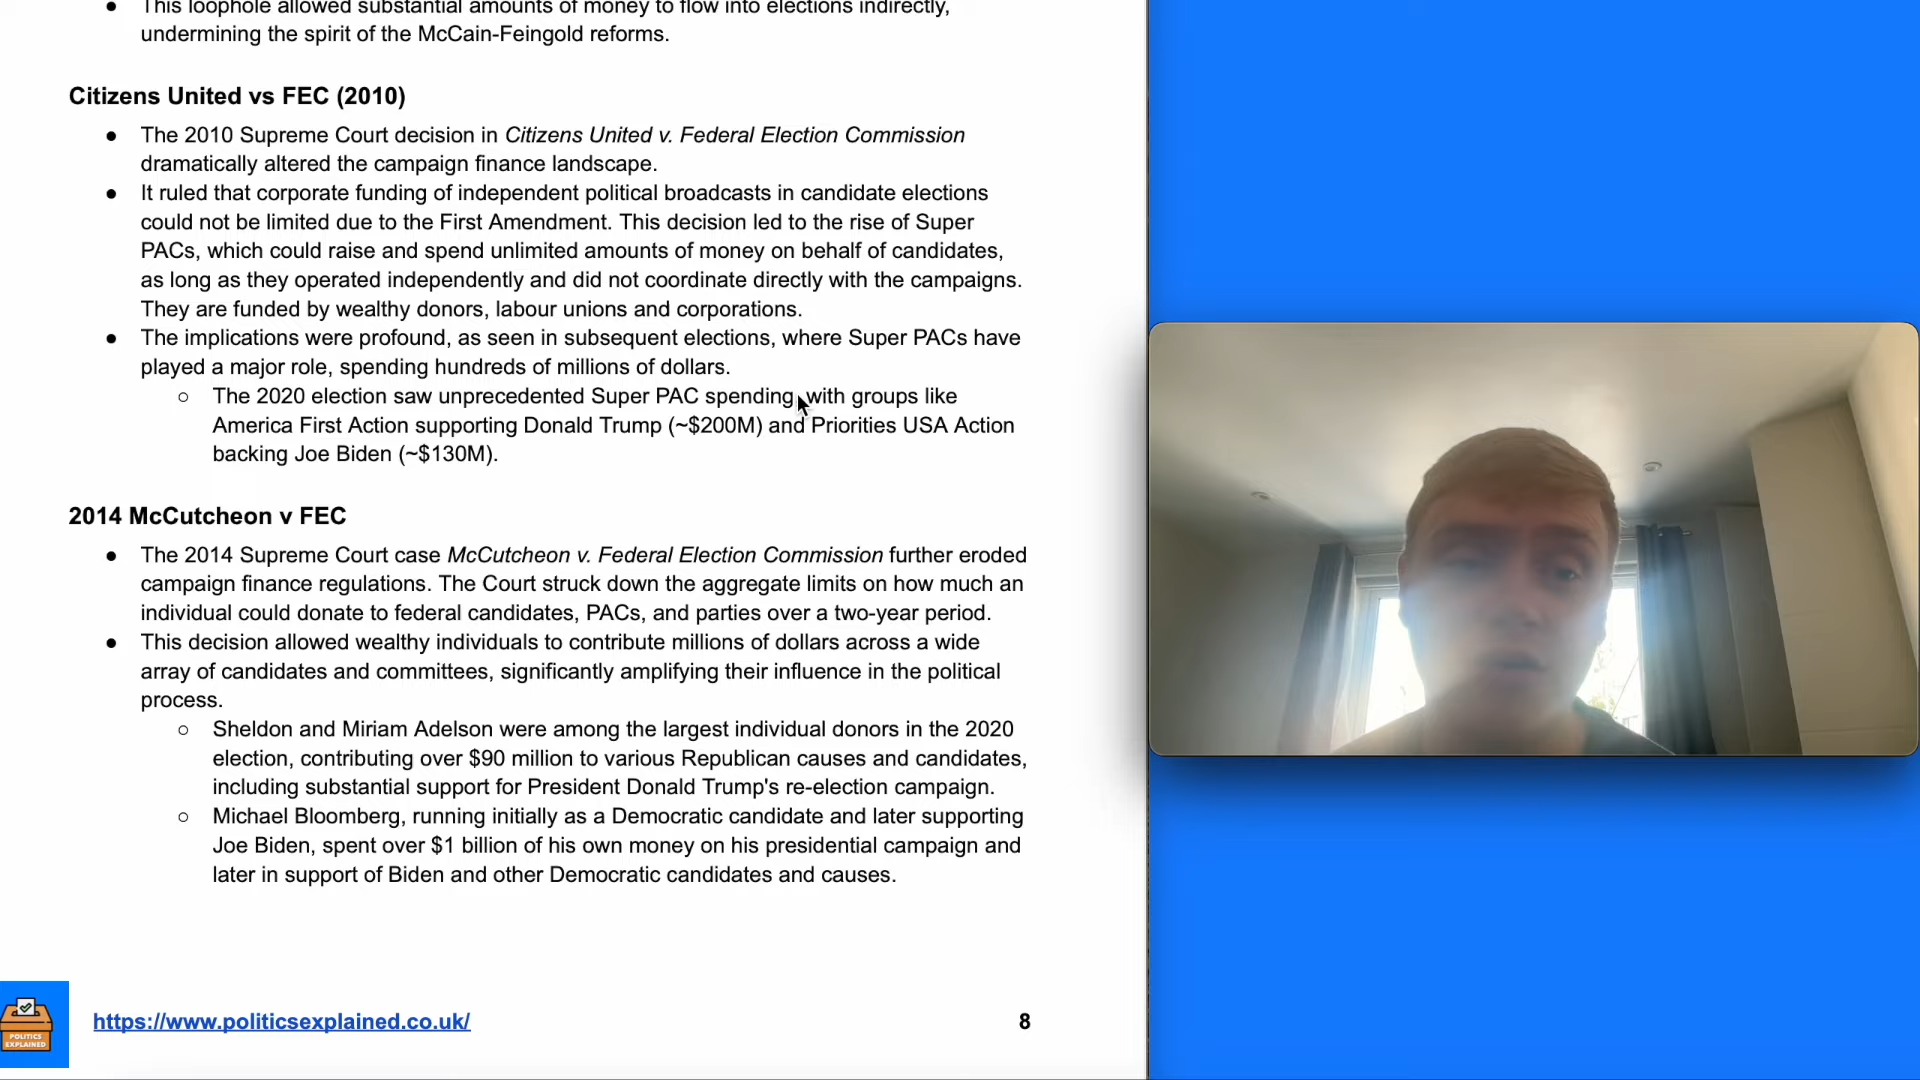 This loophole allowed substantial amounts of money to flow into elections indirectly,
undermining the spirit of the McCain-Feingold reforms.
Citizens United vs FEC (2010)
● The 2010 Supreme Court decision in Citizens United v. Federal Election Commission
dramatically altered the campaign finance landscape.
● It ruled that corporate funding of independent political broadcasts in candidate elections
could not be limited due to the First Amendment. This decision led to the rise of Super
PACs, which could raise and spend unlimited amounts of money on behalf of candidates,
as long as they operated independently and did not coordinate directly with the campaigns.
They are funded by wealthy donors, labour unions and corporations.
● The implications were profound, as seen in subsequent elections, where Super PACs have
played a major role, spending hundreds of millions of dollars.
○ The 2020 election saw unprecedented Super PAC spending, with groups like
America First Action supporting Donald Trump (~$200M) and Priorities USA Action
backing Joe Biden (~$130M).
2014 McCutcheon v FEC
● The 2014 Supreme Court case McCutcheon v. Federal Election Commission further eroded
campaign finance regulations. The Court struck down the aggregate limits on how much an
individual could donate to federal candidates, PACs, and parties over a two-year period.
● This decision allowed wealthy individuals to contribute millions of dollars across a wide
array of candidates and committees, significantly amplifying their influence in the political
process.
○ Sheldon and Miriam Adelson were among the largest individual donors in the 2020
election, contributing over $90 million to various Republican causes and candidates,
including substantial support for President Donald Trump's re-election campaign.
○ Michael Bloomberg, running initially as a Democratic candidate and later supporting
Joe Biden, spent over $1 billion of his own money on his presidential campaign and
later in support of Biden and other Democratic candidates and causes.
POLITICS
EXPLAINED
https://www.politicsexplained.co.uk/
8